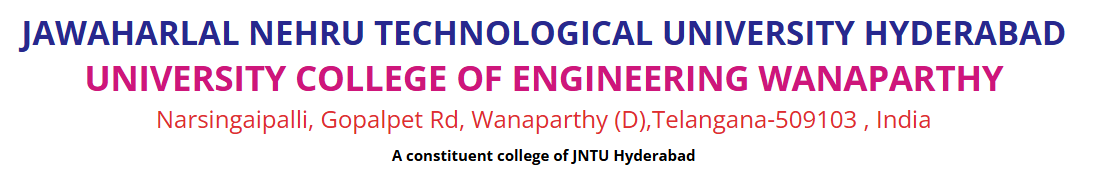 JAWAHARLAL NEHRU TECHNOLOGICAL UNIVERSITY HYDERABAD
UNIVERSITY COLLEGE OF ENGINEERING WANAPARTHY
Narsingaipalli, Gopalpet Rd, Wanaparthy (D),Telangana-509103 , India
A constituent college of JNTU Hyderabad